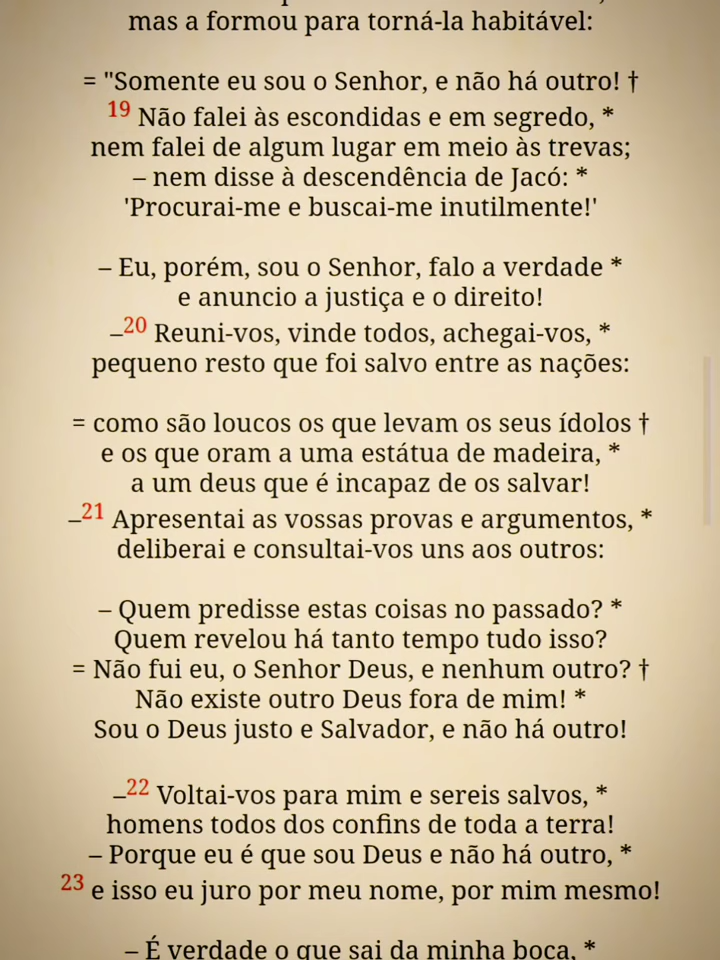 mas a formou para torná-la habitável:
= "Somente eu sou o Senhor, e não há outro! †
19 Não falei às escondidas e em segredo, *
nem falei de algum lugar em meio às trevas;
– nem disse à descendência de Jacó: *
'Procurai-me e buscai-me inutilmente!'
– Eu, porém, sou o Senhor, falo a verdade *
e anuncio a justiça e o direito!
–20 Reuni-vos, vinde todos, achegai-vos, *
pequeno resto que foi salvo entre as nações:
= como são loucos os que levam os seus ídolos †
e os que oram a uma estátua de madeira, *
a um deus que é incapaz de os salvar!
–21 Apresentai as vossas provas e argumentos, *
deliberai e consultai-vos uns aos outros:
– Quem predisse estas coisas no passado? *
Quem revelou há tanto tempo tudo isso?
= Não fui eu, o Senhor Deus, e nenhum outro? †
Não existe outro Deus fora de mim! *
Sou o Deus justo e Salvador, e não há outro!
–22 Voltai-vos para mim e sereis salvos, *
homens todos dos confins de toda a terra!
– Porque eu é que sou Deus e não há outro, *
23 e isso eu juro por meu nome, por mim mesmo!
– É verdade o que sai da minha boca, *